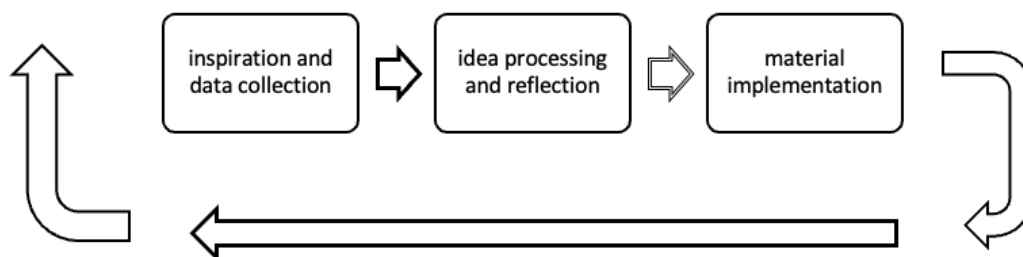 inspiration and
data collection
idea processing
and reflection
material
implementation